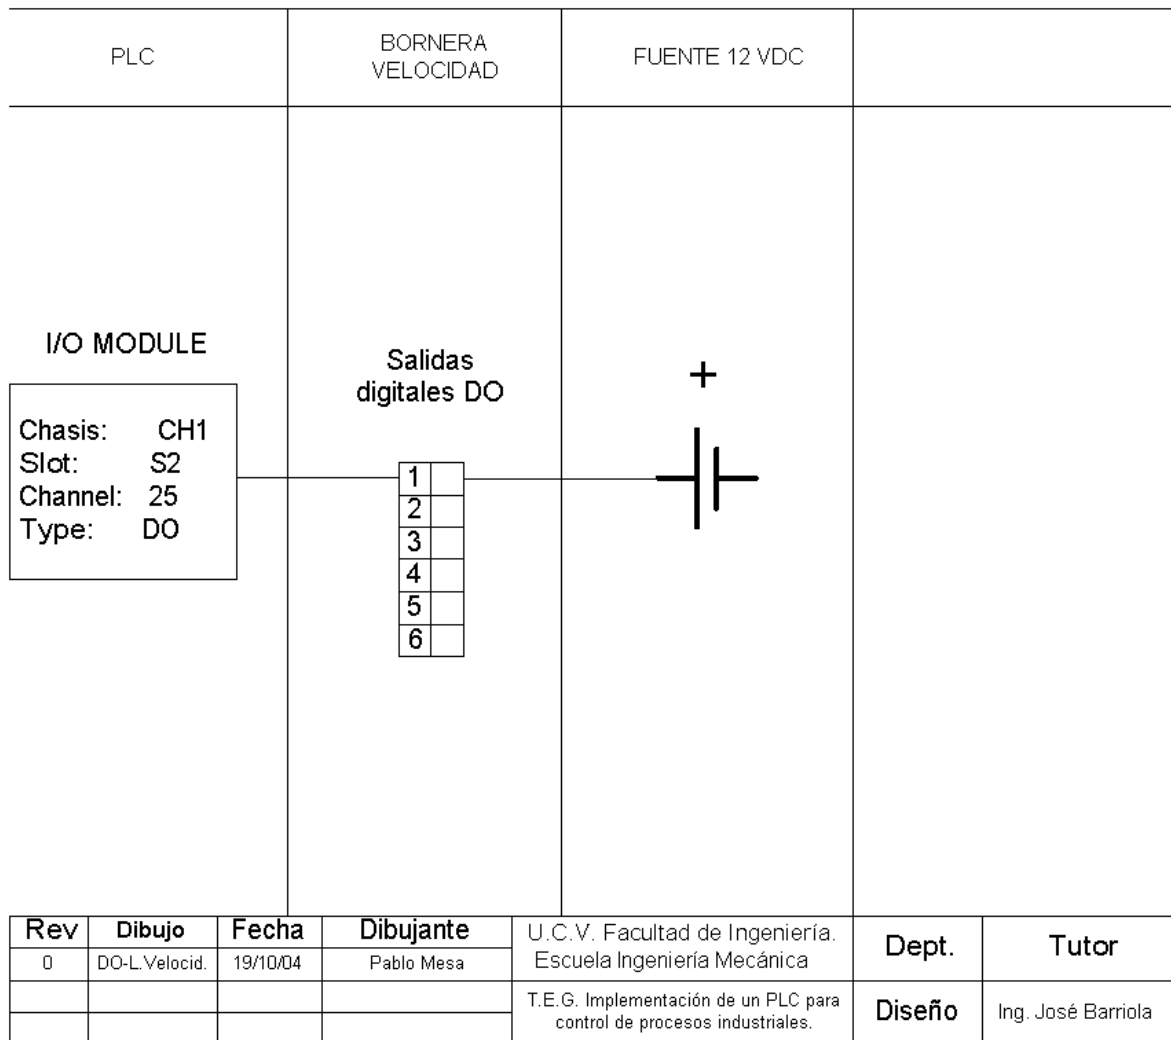 PLC
BORNERA
VELOCIDAD
FUENTE 12 VDC
I/O MODULE
Chasis: CH1
Slot: S2
Channel: 25
Type: DO
Salidas
digitales DO
1
2
3
4
5
6
+
Rev Dibujo Fecha Dibujante
0 DO-L.Velocid. 19/10/04 Pablo Mesa
U.C.V. Facultad de Ingeniería.
Escuela Ingeniería Mecánica
T.E.G. Implementación de un PLC para
control de procesos industriales.
Dept. Tutor
Diseño Ing. José Barriola